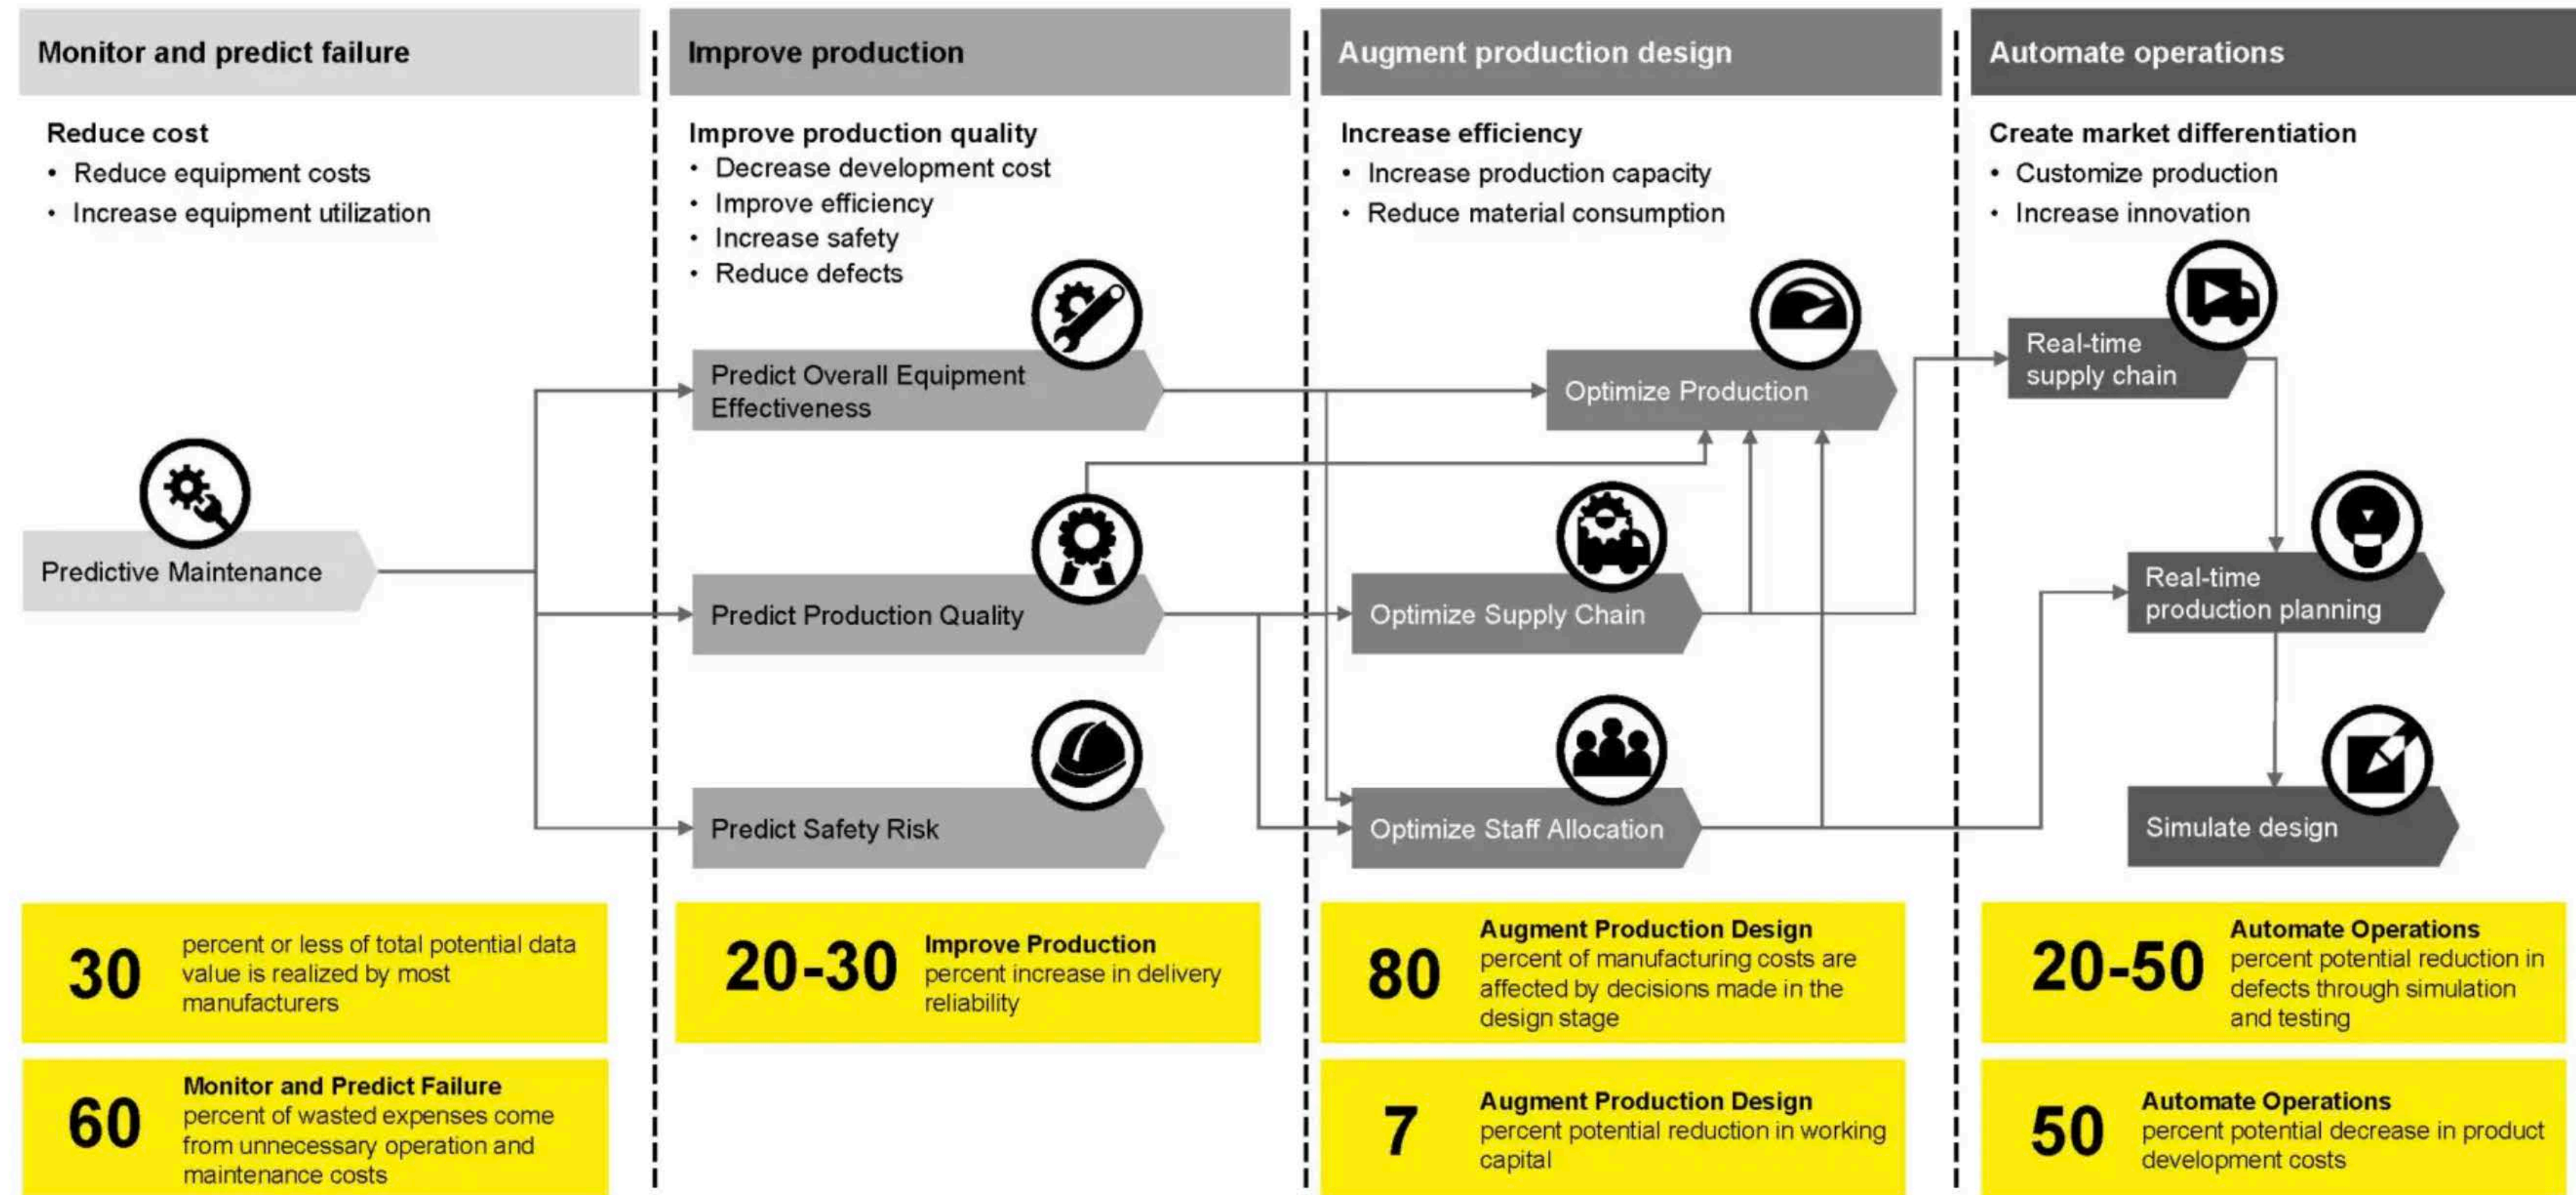 Monitor and predict failure
Reduce cost
• Reduce equipment costs
• Increase equipment utilization
Predictive Maintenance
30
percent or less of total potential data
value is realized by most
manufacturers
60
Monitor and Predict Failure
percent of wasted expenses come
from unnecessary operation and
maintenance costs
Improve production
Improve production quality
• Decrease development cost
• Improve efficiency
• Increase safety
• Reduce defects
Predict Overall Equipment
Effectiveness
Predict Production Quality
Predict Safety Risk
20-30
Improve Production
percent increase in delivery
reliability
Augment production design
Increase efficiency
• Increase production capacity
• Reduce material consumption
Optimize Production
Optimize Supply Chain
Optimize Staff Allocation
80
Augment Production Design
percent of manufacturing costs are
affected by decisions made in the
design stage
7
Augment Production Design
percent potential reduction in working
capital
Automate operations
Create market differentiation
• Customize production
• Increase innovation
Real-time
supply chain
Real-time
production planning
Simulate design
20-50
Automate Operations
percent potential reduction in
defects through simulation
and testing
50
Automate Operations
percent potential decrease in product
development costs